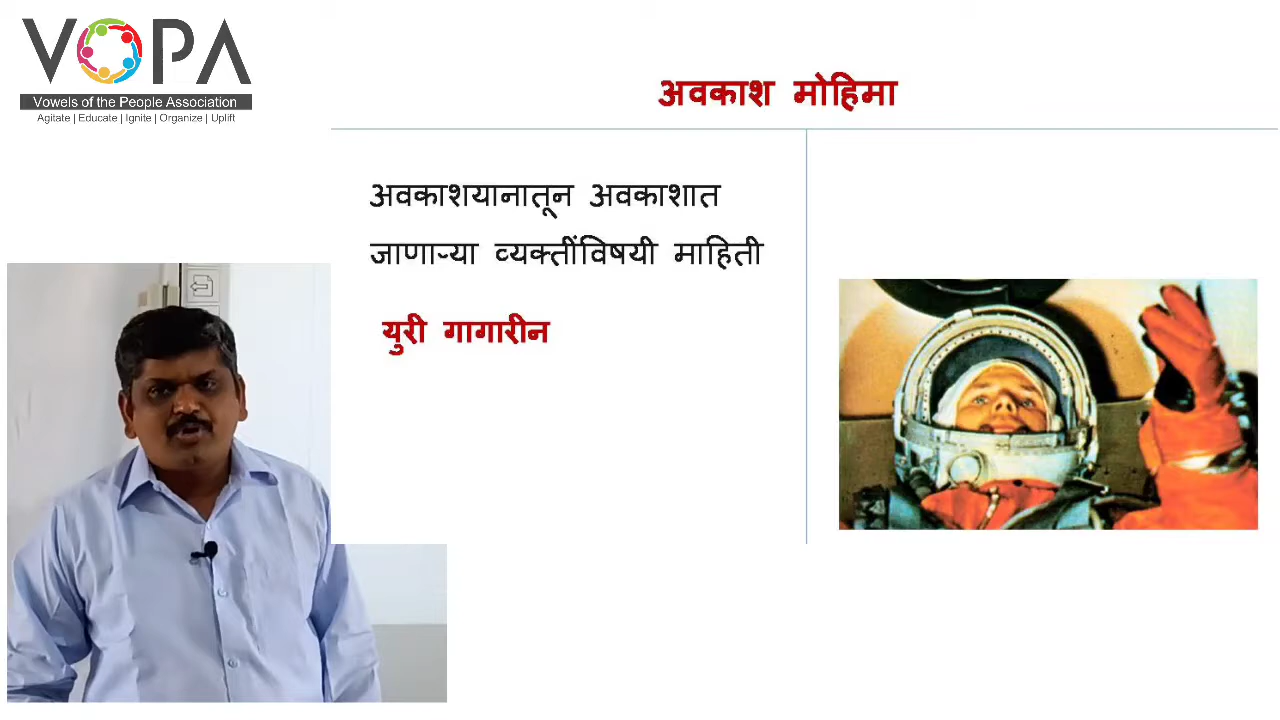 VOPA
Vowels of the People Association
Agitate | Educate | Ignite | Organize | Uplift
अवकाश मोहिमा
अवकाशयानातून अवकाशात
जाणाऱ्या व्यक्तींविषयी माहिती
युरी गागारीन